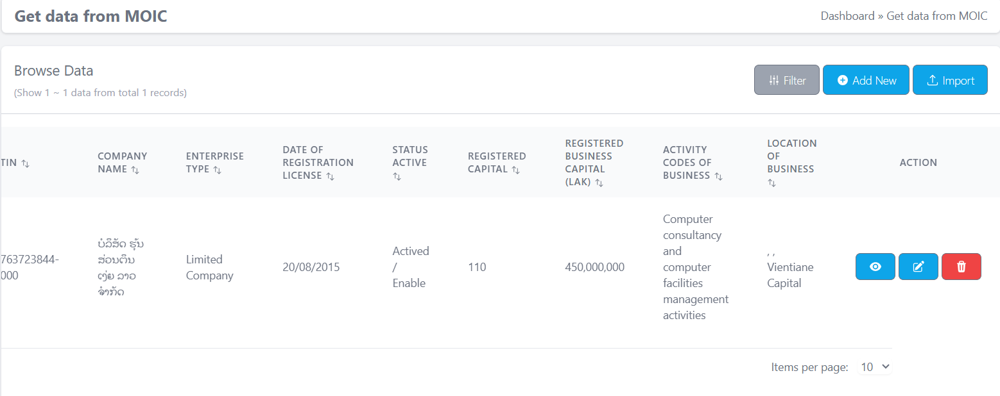 Get data from MOIC
Dashboard » Get data from MOIC
Browse Data
(Show 1 ~ 1 data from total 1 records)
Filter
Add New
Import
TIN
COMPANY
NAME
ENTERPRISE
TYPE
DATE OF
REGISTRATION
LICENSE
STATUS
ACTIVE
REGISTERED
CAPITAL
REGISTERED
BUSINESS
CAPITAL
(LAK)
ACTIVITY
CODES OF
BUSINESS
LOCATION
OF
BUSINESS
ACTION
763723844-
000
ບໍລິສັດ ຮຸ້ນ
ສ່ວນຕິນ
ເງ່ຍ ລາວ
ຈຳກັດ
Limited
Company
20/08/2015
Actived
/
Enable
110
450,000,000
Computer
consultancy
and
computer
facilities
management
activities
, ,
Vientiane
Capital
Items per page: 10